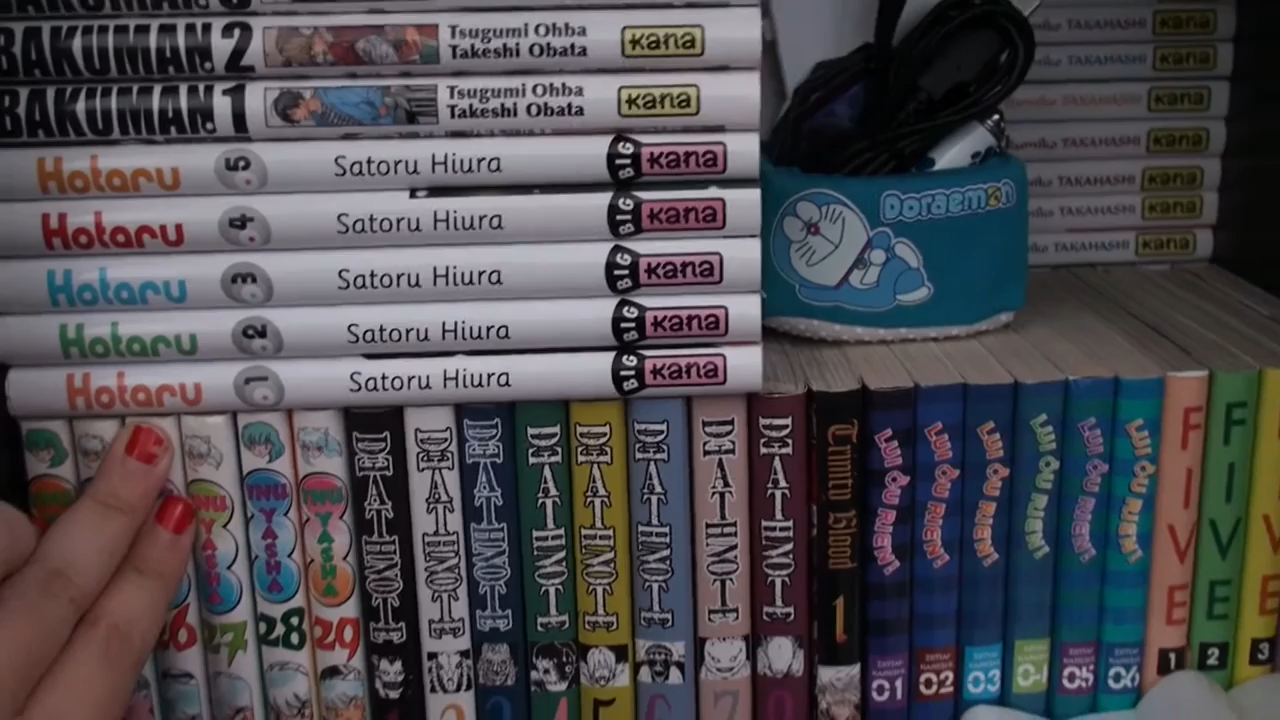 BAKUMAN 2 Tsugumi Ohba Takeshi Obata kana
BAKUMAN 1 Tsugumi Ohba Takeshi Obata kana
Hotaru 5 Satoru Hiura BIG kana
Hotaru 4 Satoru Hiura BIG kana
Hotaru 3 Satoru Hiura BIG kana
Hotaru 2 Satoru Hiura BIG kana
Hotaru 1 Satoru Hiura BIG kana
Doraemon
TAKAHASHI kana
TAKAHASHI kana
TAKAHASHI kana
TAKAHASHI kana
TAKAHASHI kana
TAKAHASHI kana
TAKAHASHI kana
INU YASHA 27
INU YASHA 28
INU YASHA 29
DEATH NOTE
DEATH NOTE 2
DEATH NOTE
DEATH NOTE 4
DEATH NOTE 5
DEATH NOTE 6
DEATH NOTE 7
DEATH NOTE 8
Trinity Blood 1
LUI OU RIEN! 01
LUI OU RIEN! 02
LUI OU RIEN! 03
LUI OU RIEN! 04
LUI OU RIEN! 05
LUI OU RIEN! 06
FIVE 1
FIVE 2
3